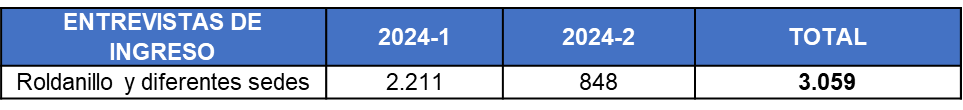 ENTREVISTAS DE INGRESO 2024-1 2024-2 TOTAL
Roldanillo y diferentes sedes 2.211 848 3.059